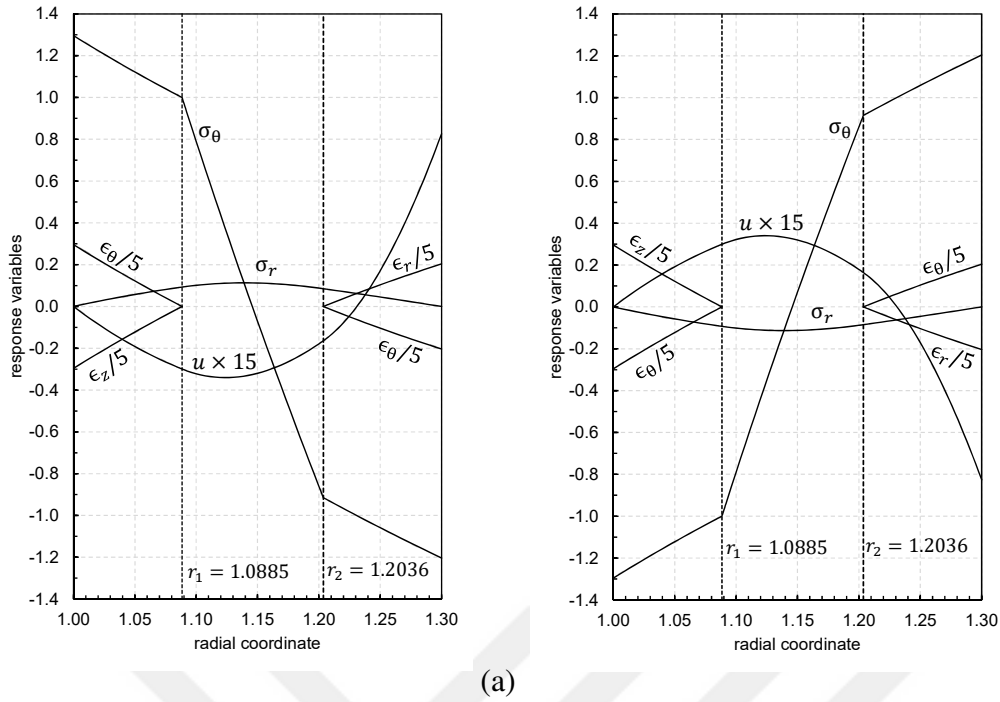 1.4
1.2
1.0
0.8
0.6
0.4
0.2
0.0
-0.2
-0.4
-0.6
-0.8
-1.0
-1.2
-1.4
response variables
σθ
ϵθ/5
σr
ϵr/5
u × 15
ϵz/5
ϵθ/5
r1 = 1.0885
r2 = 1.2036
1.00 1.05 1.10 1.15 1.20 1.25 1.30
radial coordinate
1.4
1.2
1.0
0.8
0.6
0.4
0.2
0.0
-0.2
-0.4
-0.6
-0.8
-1.0
-1.2
-1.4
response variables
σθ
u × 15
ϵz/5
ϵθ/5
σr
ϵθ/5
ϵr/5
r1 = 1.0885
r2 = 1.2036
1.00 1.05 1.10 1.15 1.20 1.25 1.30
radial coordinate
(a)